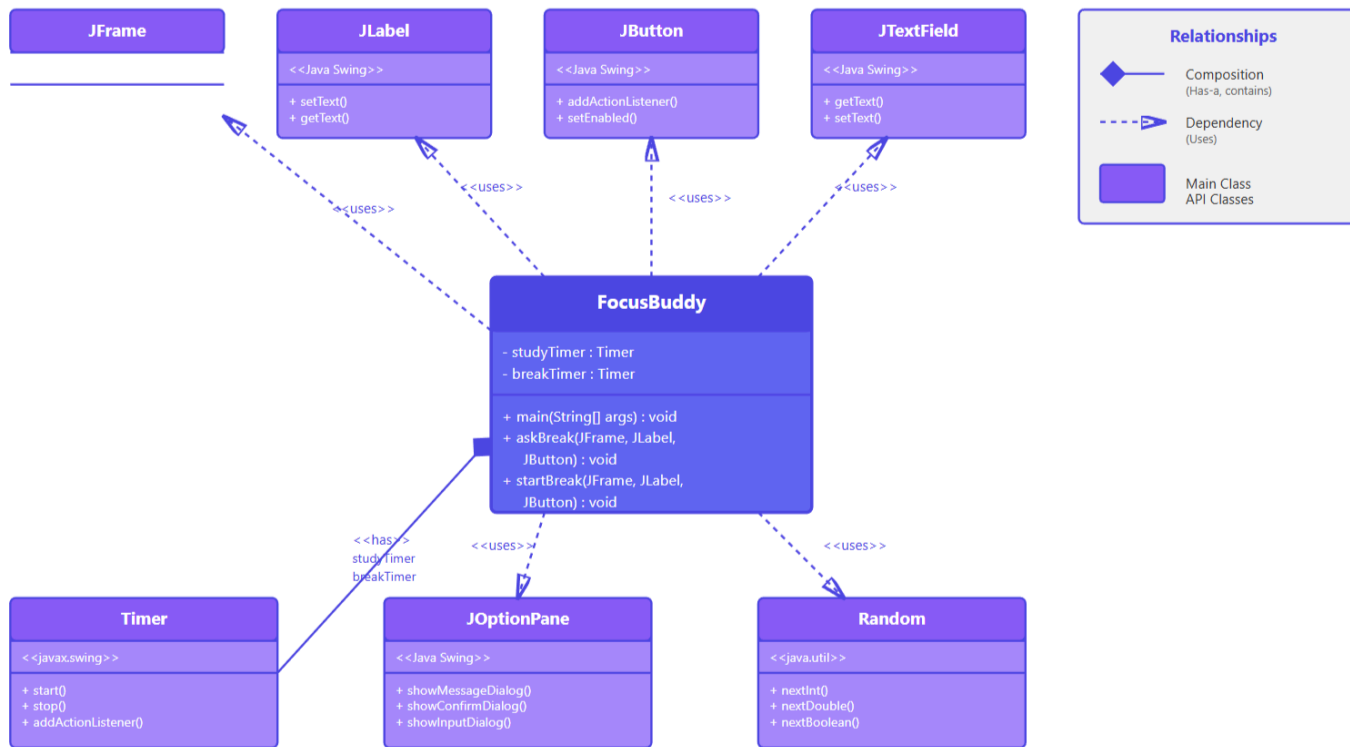 JFrame
JLabel
<<Java Swing>>
+ setText()
+ getText()
JButton
<<Java Swing>>
+ addActionListener()
+ setEnabled()
JTextField
<<Java Swing>>
+ getText()
+ setText()
Relationships
Composition
(Has-a, contains)
Dependency
(Uses)
Main Class
API Classes
<<uses>>
<<uses>>
<<uses>>
<<uses>>
FocusBuddy
- studyTimer : Timer
- breakTimer : Timer
+ main(String[] args) : void
+ askBreak(JFrame, JLabel,
JButton) : void
+ startBreak(JFrame, JLabel,
JButton) : void
<<has>>
studyTimer
breakTimer
<<uses>>
<<uses>>
Timer
<<javax.swing>>
+ start()
+ stop()
+ addActionListener()
JOptionPane
<<Java Swing>>
+ showMessageDialog()
+ showConfirmDialog()
+ showInputDialog()
Random
<<java.util>>
+ nextInt()
+ nextDouble()
+ nextBoolean()